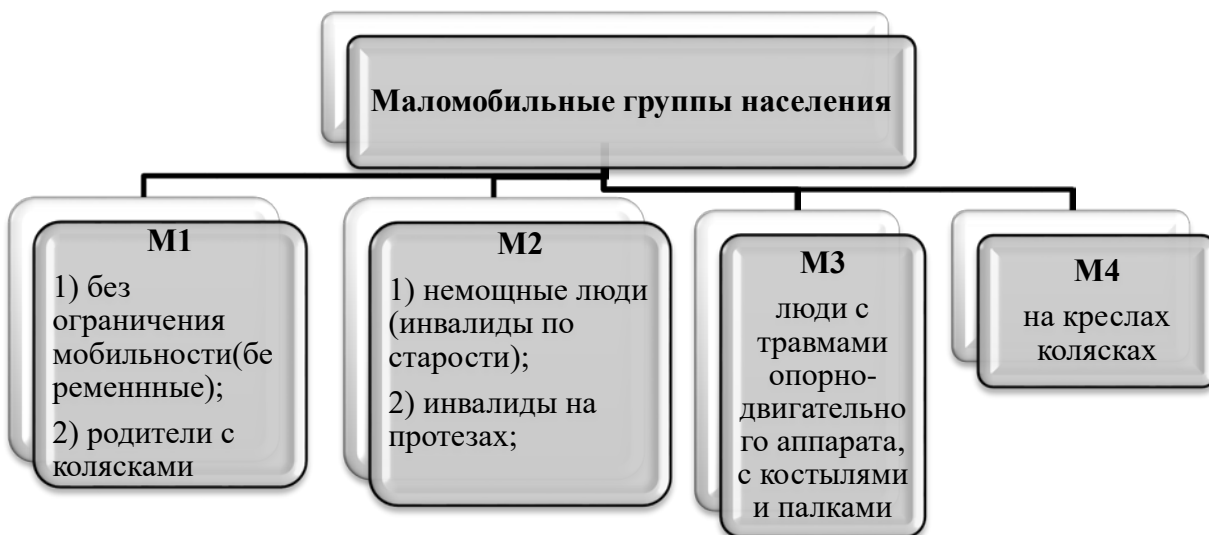 Маломобильные группы населения
М1
1) без
ограничения
мобильности(бе
ременнные);
2) родители с
колясками
М2
1) немощные люди
(инвалиды по
старости);
2) инвалиды на
протезах;
М3
люди с
травмами
опорно-
двигательно
го аппарата,
с костылями
и палками
М4
на креслах
колясках